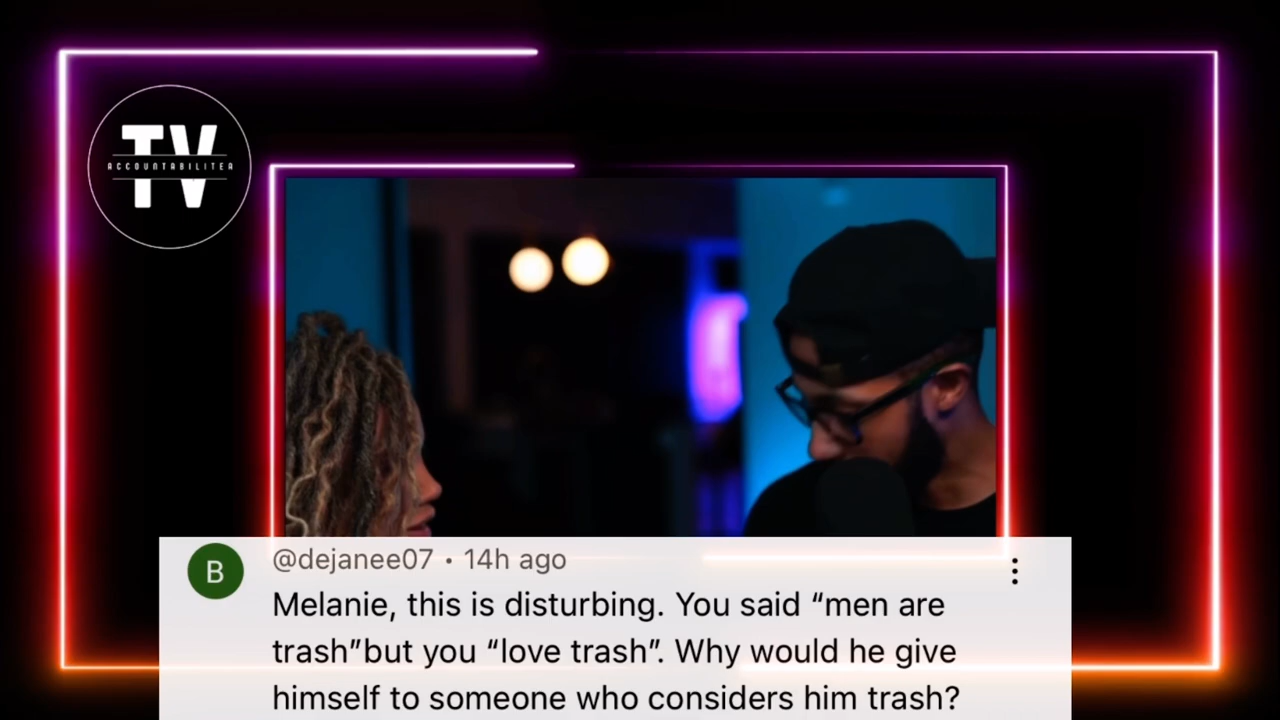 TV
ACCOUNTABILITEA
@dejanee07 • 14h ago
B
Melanie, this is disturbing. You said “men are
trash”but you “love trash”. Why would he give
himself to someone who considers him trash?